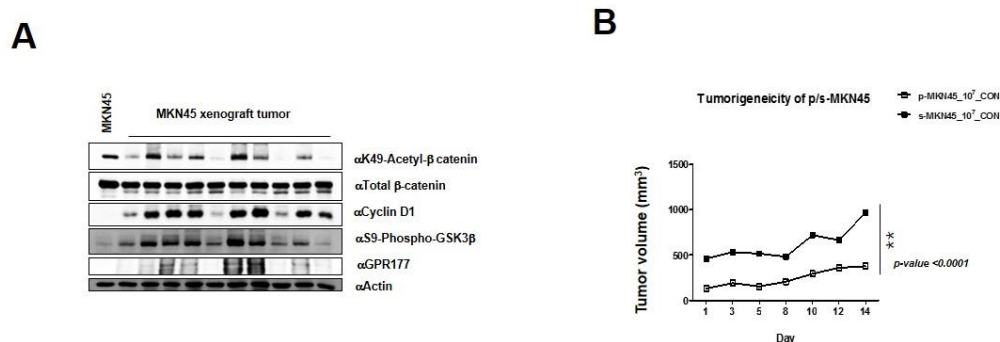 A
MKN45
MKN45 xenograft tumor
αK49-Acetyl-β catenin
αTotal β-catenin
αCyclin D1
αS9-Phospho-GSK3β
αGPR177
αActin
B
Tumorigeneicity of p/s-MKN45
p-MKN45_10⁷_CON
s-MKN45_10⁷_CON
Tumor volume (mm³)
1500
1000
500
0
1 3 5 8 10 12 14
Day
**
p-value <0.0001